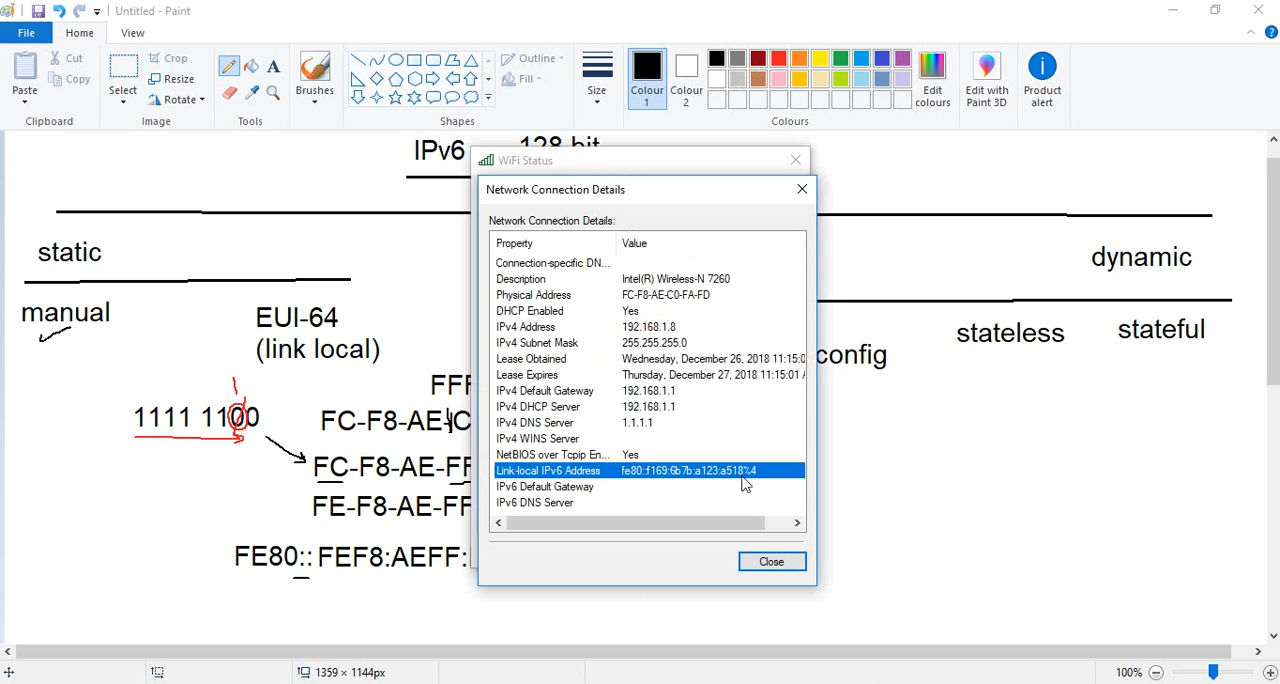 Untitled - Paint
File
Home
View
Paste
Cut
Copy
Clipboard
Select
Crop
Resize
Rotate
Image
A
Tools
Brushes
Shapes
Outline
Fill
Size
Colour 1
Colour 2
Edit colours
Edit with Paint 3D
Product alert
Colours
IPv6 128 bit
static
dynamic
manual
EUI-64
(link local)
config
stateless
stateful
1111 1100
FFF
FC-F8-AE-
FC-F8-AE-FF
FE-F8-AE-FF
FE80:: FEF8:AEFF:
WiFi Status
Network Connection Details
Network Connection Details:
Property Value
Connection-specific DN...
Description Intel(R) Wireless-N 7260
Physical Address FC-F8-AE-C0-FA-FD
DHCP Enabled Yes
IPv4 Address 192.168.1.8
IPv4 Subnet Mask 255.255.255.0
Lease Obtained Wednesday, December 26, 2018 11:15:0
Lease Expires Thursday, December 27, 2018 11:15:01
IPv4 Default Gateway 192.168.1.1
IPv4 DHCP Server 192.168.1.1
IPv4 DNS Server 1.1.1.1
IPv4 WINS Server
NetBIOS over Tcpip En... Yes
Link-local IPv6 Address fe80::f169:6b7b:a123:a518%4
IPv6 Default Gateway
IPv6 DNS Server
Close
1359 × 1144px
100%